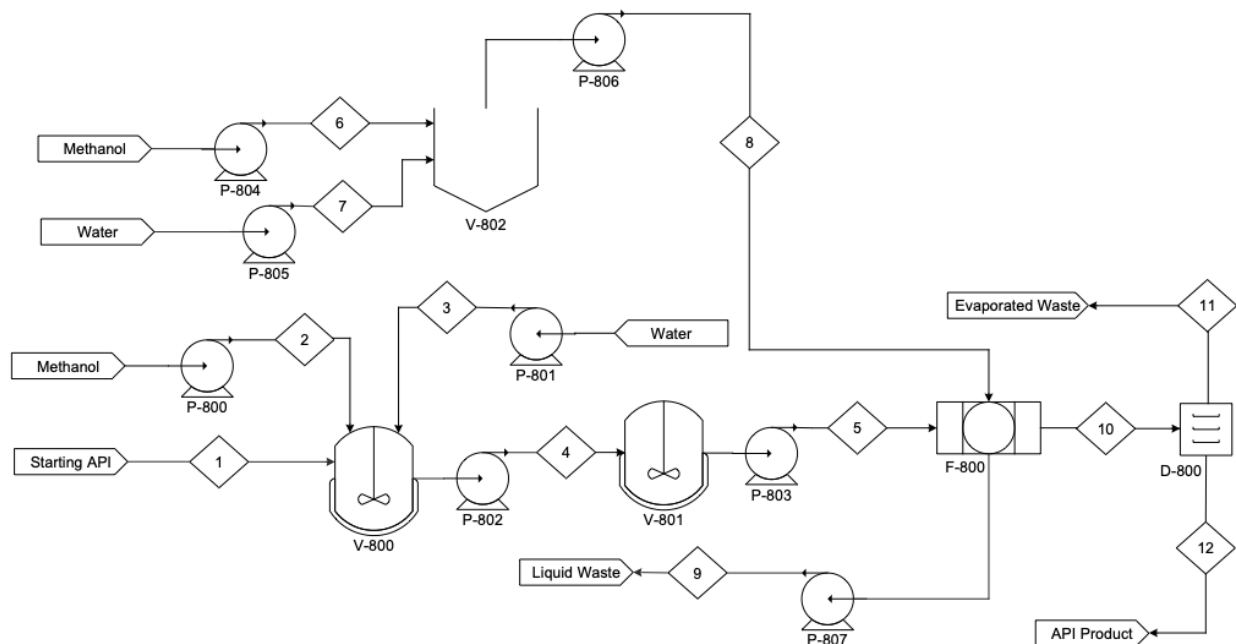 P-806
Methanol
6
8
P-804
Water
7
V-802
P-805
Evaporated Waste
11
3
2
Water
Methanol
P-801
P-800
5
10
Starting API
1
4
F-800
D-800
P-802
V-801
P-803
V-800
12
Liquid Waste
9
P-807
API Product